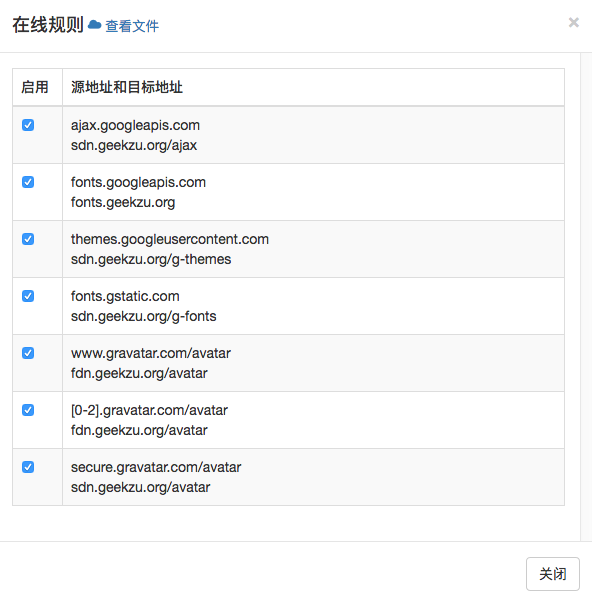 在线规则 查看文件
×
启用 源地址和目标地址
ajax.googleapis.com
sdn.geekzu.org/ajax
fonts.googleapis.com
fonts.geekzu.org
themes.googleusercontent.com
sdn.geekzu.org/g-themes
fonts.gstatic.com
sdn.geekzu.org/g-fonts
www.gravatar.com/avatar
fdn.geekzu.org/avatar
[0-2].gravatar.com/avatar
fdn.geekzu.org/avatar
secure.gravatar.com/avatar
sdn.geekzu.org/avatar
关闭